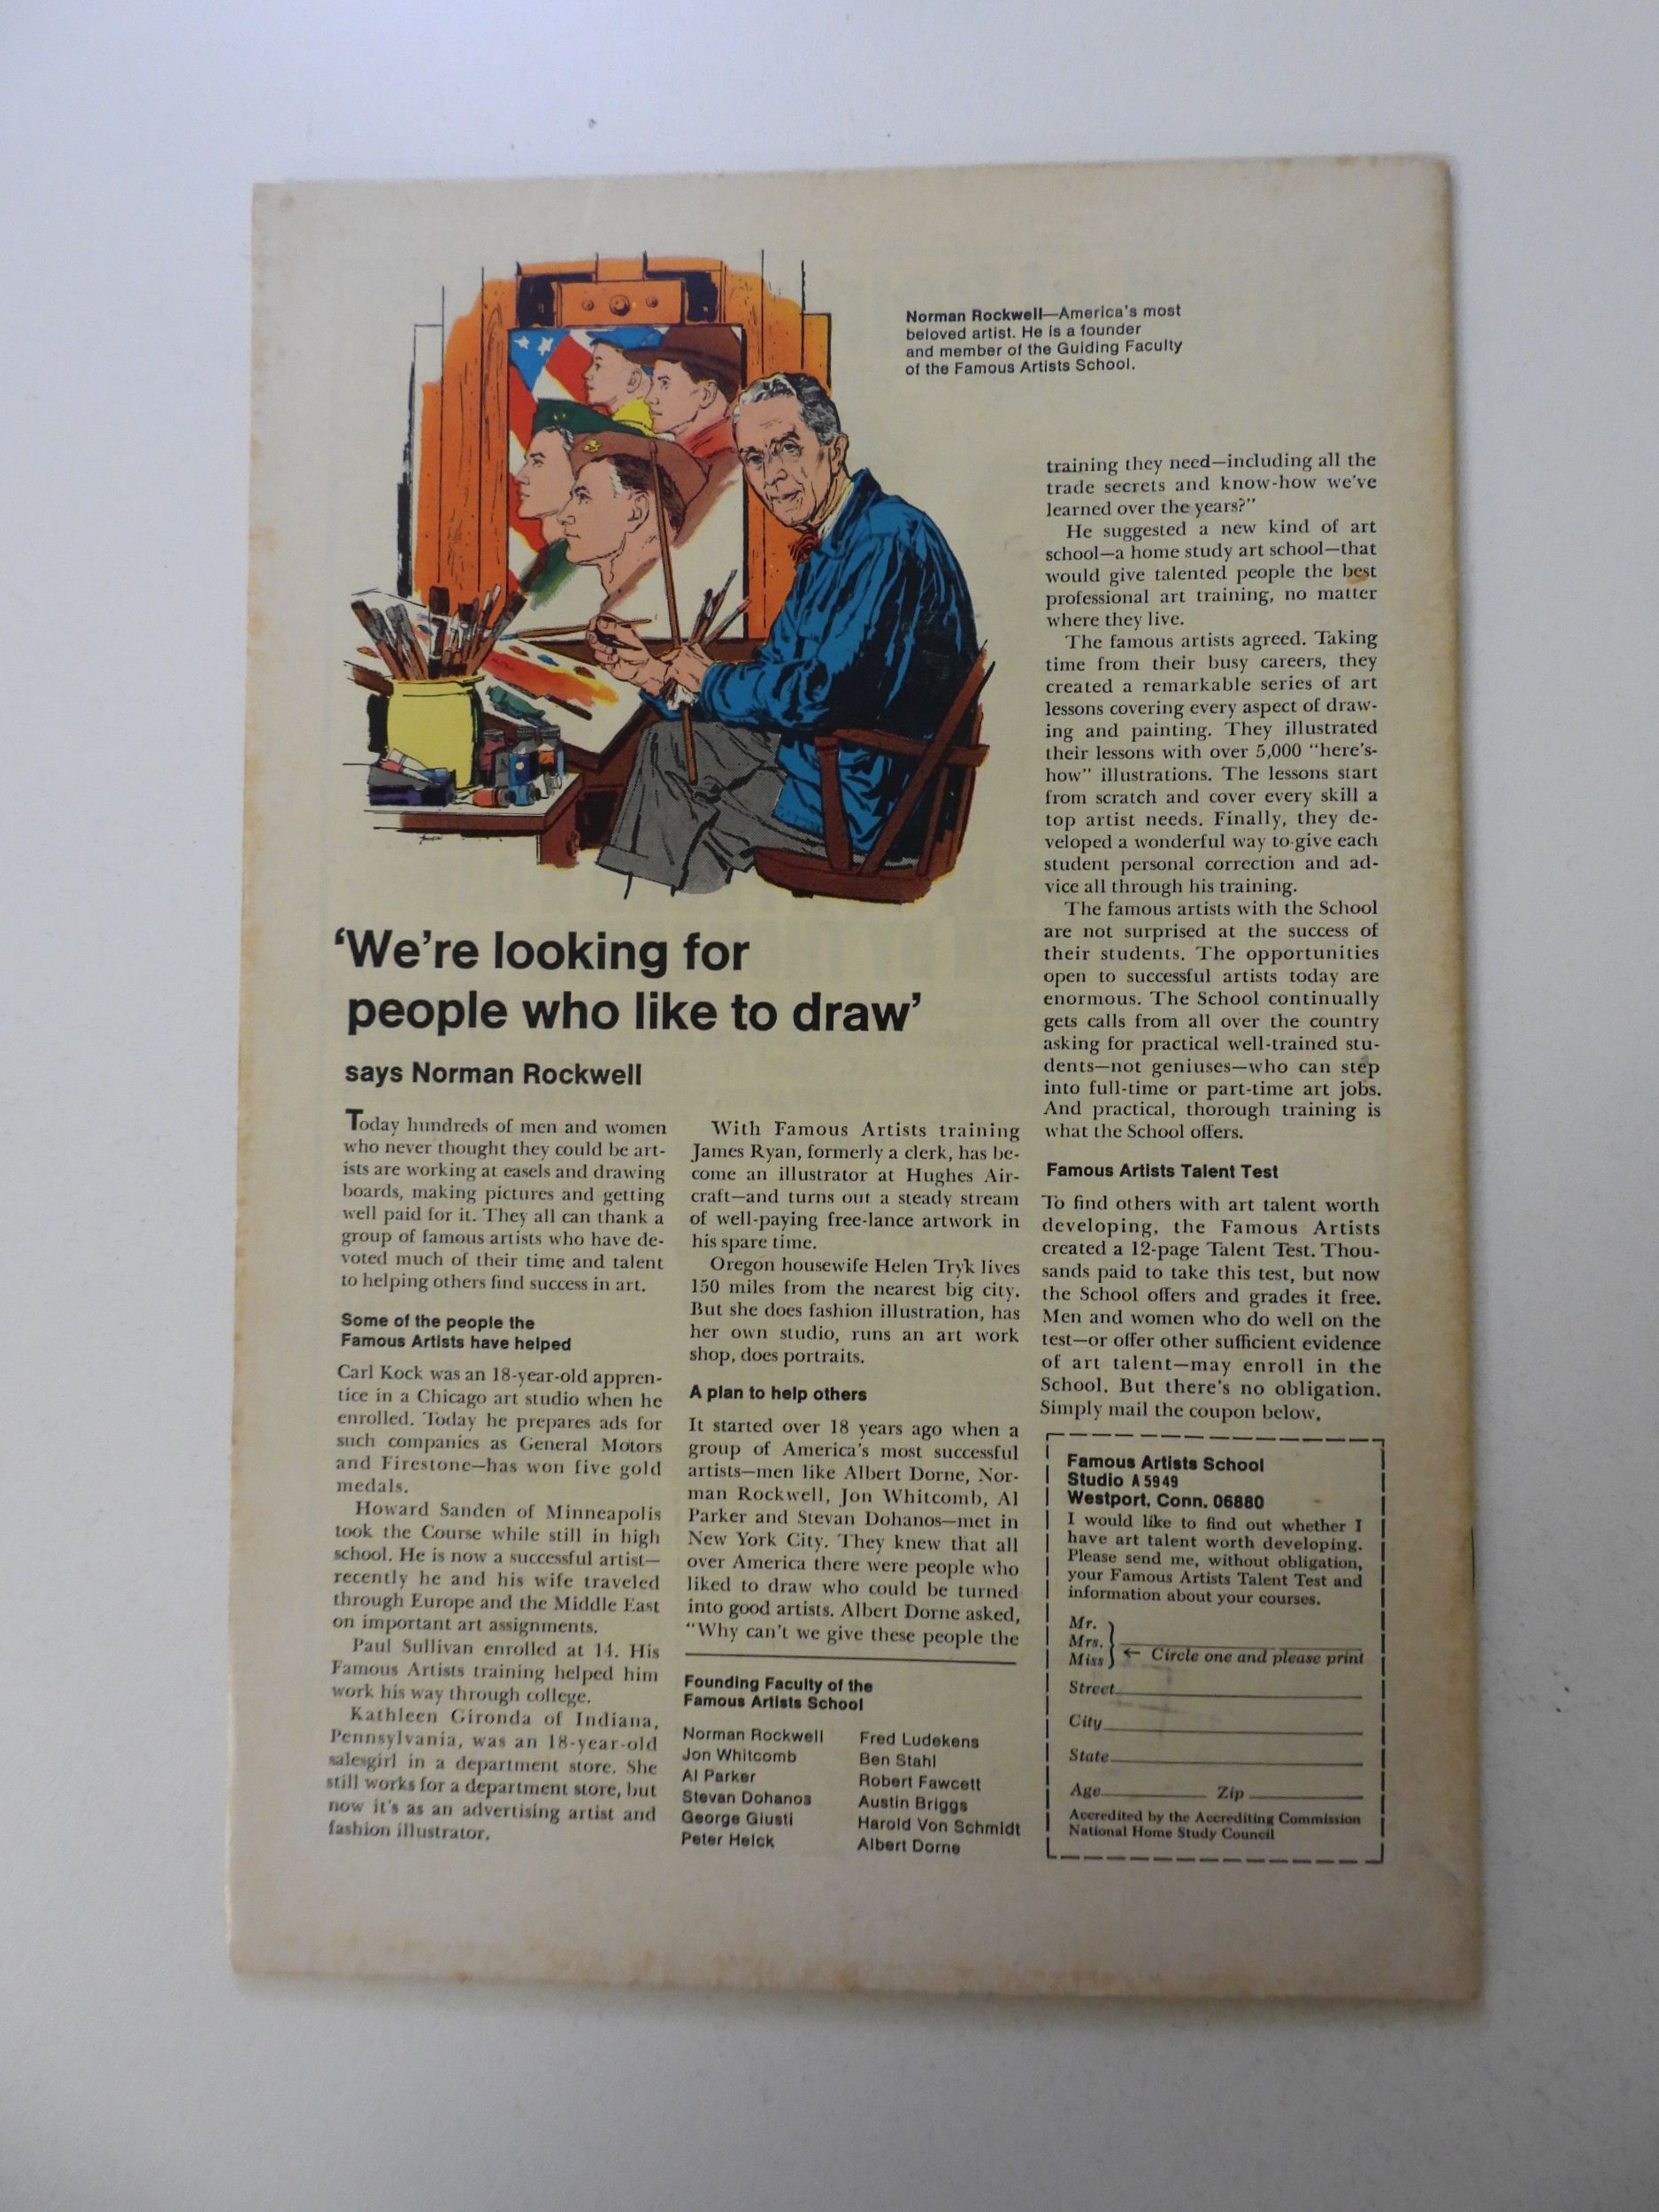 Norman Rockwell—America's most
beloved artist. He is a founder
and member of the Guiding Faculty
of the Famous Artists School.
'We're looking for
people who like to draw'
says Norman Rockwell
Today hundreds of men and women
who never thought they could be art-
ists are working at easels and drawing
boards, making pictures and getting
well paid for it. They all can thank a
group of famous artists who have de-
voted much of their time and talent
to helping others find success in art.
Some of the people the
Famous Artists have helped
Carl Kock was an 18-year-old appren-
tice in a Chicago art studio when he
enrolled. Today he prepares ads for
such companies as General Motors
and Firestone—has won five gold
medals.
Howard Sanden of Minneapolis
took the Course while still in high
school. He is now a successful artist—
recently he and his wife traveled
through Europe and the Middle East
on important art assignments.
Paul Sullivan enrolled at 14. His
Famous Artists training helped him
work his way through college.
Kathleen Gironda of Indiana,
Pennsylvania, was an 18-year-old
salesgirl in a department store. She
still works for a department store, but
now it's as an advertising artist and
fashion illustrator.
With Famous Artists training
James Ryan, formerly a clerk, has be-
come an illustrator at Hughes Air-
craft—and turns out a steady stream
of well-paying free-lance artwork in
his spare time.
Oregon housewife Helen Tryk lives
150 miles from the nearest big city.
But she does fashion illustration, has
her own studio, runs an art work
shop, does portraits.
A plan to help others
It started over 18 years ago when a
group of America's most successful
artists—men like Albert Dorne, Nor-
man Rockwell, Jon Whitcomb, Al
Parker and Stevan Dohanos—met in
New York City. They knew that all
over America there were people who
liked to draw who could be turned
into good artists. Albert Dorne asked,
"Why can't we give these people the
Founding Faculty of the
Famous Artists School
Norman Rockwell
Jon Whitcomb
Al Parker
Stevan Dohanos
George Giusti
Peter Helck
Fred Ludekens
Ben Stahl
Robert Fawcett
Austin Briggs
Harold Von Schmidt
Albert Dorne
training they need—including all the
trade secrets and know-how we've
learned over the years?"
He suggested a new kind of art
school—a home study art school—that
would give talented people the best
professional art training, no matter
where they live.
The famous artists agreed. Taking
time from their busy careers, they
created a remarkable series of art
lessons covering every aspect of draw-
ing and painting. They illustrated
their lessons with over 5,000 "here's-
how" illustrations. The lessons start
from scratch and cover every skill a
top artist needs. Finally, they de-
veloped a wonderful way to give each
student personal correction and ad-
vice all through his training.
The famous artists with the School
are not surprised at the success of
their students. The opportunities
open to successful artists today are
enormous. The School continually
gets calls from all over the country
asking for practical well-trained stu-
dents—not geniuses—who can step
into full-time or part-time art jobs.
And practical, thorough training is
what the School offers.
Famous Artists Talent Test
To find others with art talent worth
developing, the Famous Artists
created a 12-page Talent Test. Thou-
sands paid to take this test, but now
the School offers and grades it free.
Men and women who do well on the
test—or offer other sufficient evidence
of art talent—may enroll in the
School. But there's no obligation.
Simply mail the coupon below.
Famous Artists School
Studio A 5949
Westport, Conn. 06880
I would like to find out whether I
have art talent worth developing.
Please send me, without obligation,
your Famous Artists Talent Test and
information about your courses.
Mr.
Mrs.
Miss ← Circle one and please print
Street
City
State
Age Zip
Accredited by the Accrediting Commission
National Home Study Council